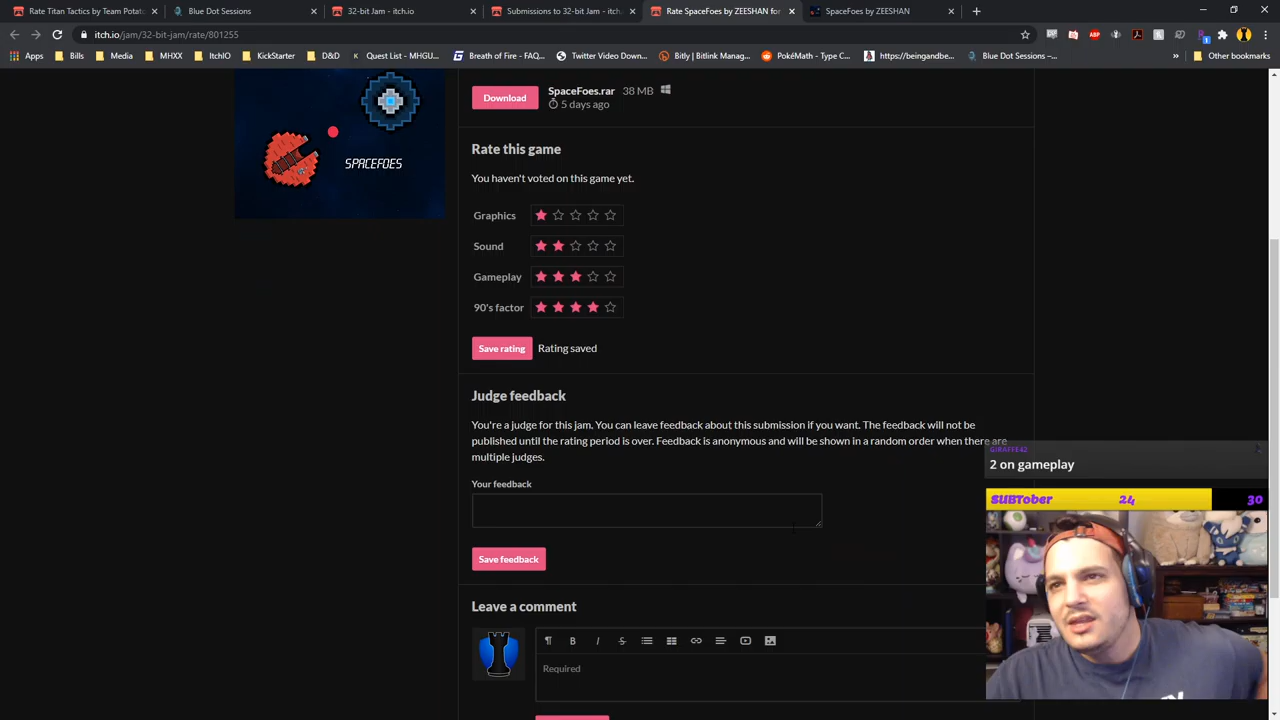 Rate Titan Tactics by Team Potato
Blue Dot Sessions
32-bit Jam - itch.io
Submissions to 32-bit Jam - itch.io
Rate SpaceFoes by ZEESHAN for
SpaceFoes by ZEESHAN
itch.io/jam/32-bit-jam/rate/801255
Apps
Bills
Media
MHXX
ItchIO
KickStarter
D&D
Quest List - MHGU...
Breath of Fire - FAQ...
Twitter Video Down...
Bitly | Bitlink Manag...
PokéMath - Type C...
https://beingandbe...
Blue Dot Sessions —...
Other bookmarks
SPACEFOES
Download
SpaceFoes.rar 38 MB
5 days ago
Rate this game
You haven't voted on this game yet.
Graphics
Sound
Gameplay
90's factor
Save rating Rating saved
Judge feedback
You're a judge for this jam. You can leave feedback about this submission if you want. The feedback will not be
published until the rating period is over. Feedback is anonymous and will be shown in a random order when there are
multiple judges.
Your feedback
Save feedback
Leave a comment
Required
GIRAFFE42
2 on gameplay
SUBTober 24 30